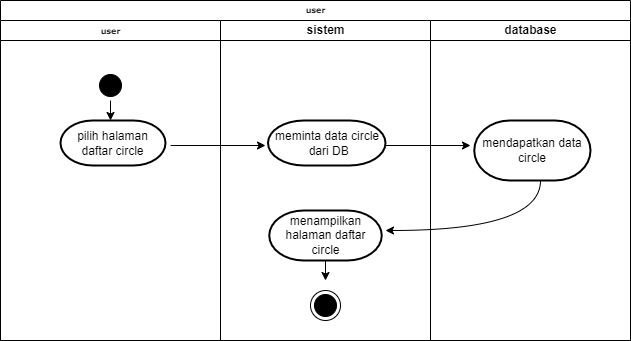 user
user
sistem
database
pilih halaman
daftar circle
meminta data circle
dari DB
mendapatkan data
circle
menampilkan
halaman daftar
circle